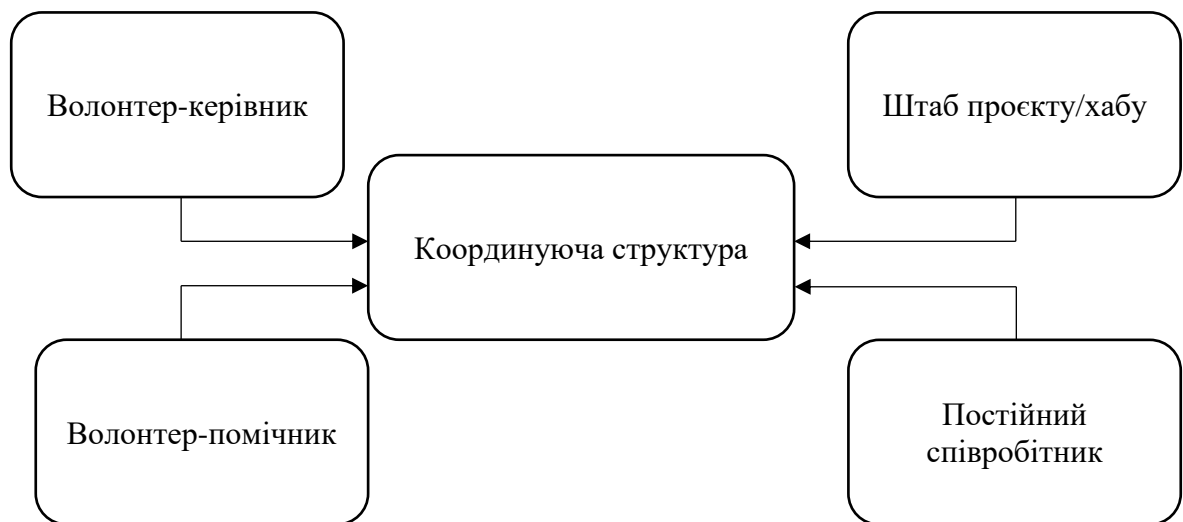 Волонтер-керівник
Штаб проєкту/хабу
Координуюча структура
Волонтер-помічник
Постійний
співробітник